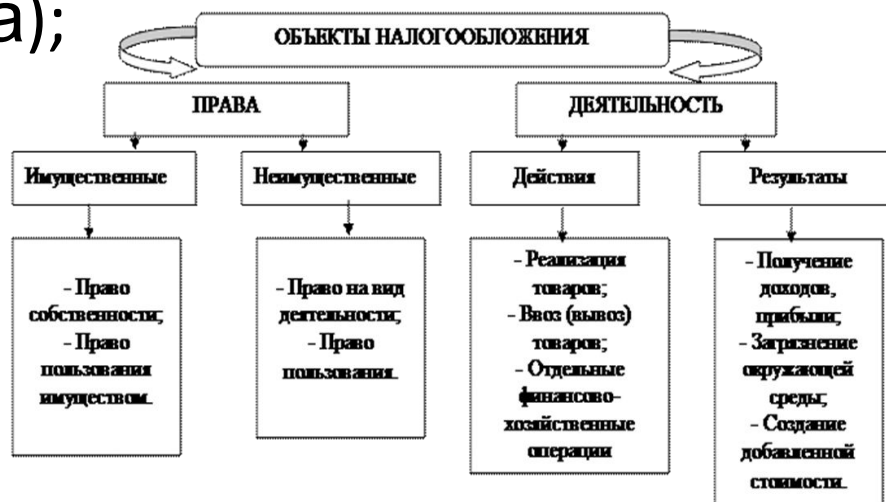 а);
ОБЪЕКТЫ НАЛОГООБЛОЖЕНИЯ
ПРАВА
ДЕЯТЕЛЬНОСТЬ
Имущественные
Неимущественные
Действия
Результаты
- Право
собственности;
- Право
пользования
имуществом.
- Право на вид
деятельности;
- Право
пользования.
- Реализация
товаров;
- Ввоз (вывоз)
товаров;
- Отдельные
финансово-
хозяйственные
операции
- Получение
доходов,
прибыли;
- Загрязнение
окружающей
среды;
- Создание
добавленной
стоимости.